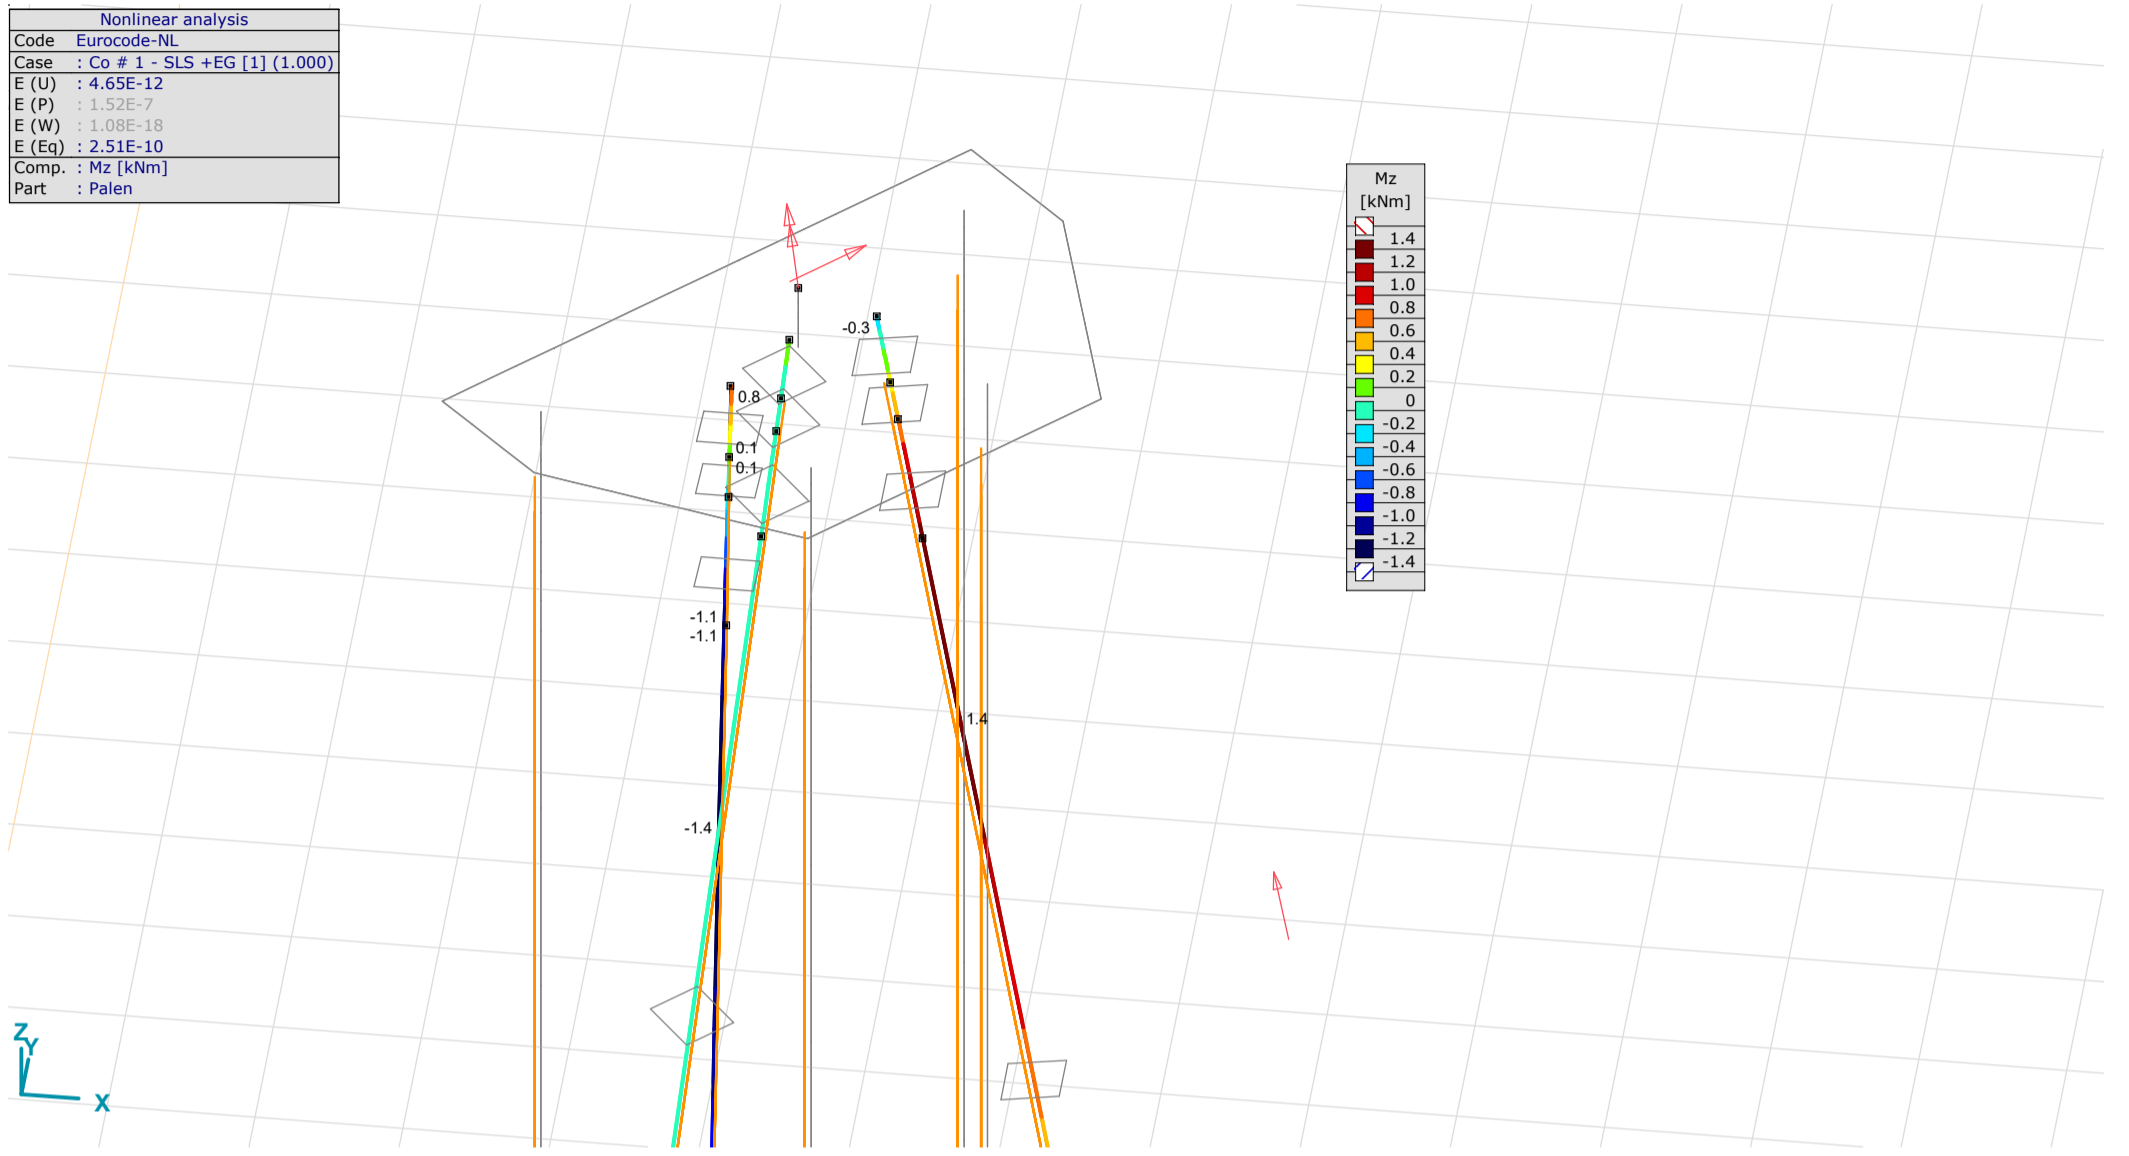 Nonlinear analysis
Code Eurocode-NL
Case : Co # 1 - SLS +EG [1] (1.000)
E (U) : 4.65E-12
E (P) : 1.52E-7
E (W) : 1.08E-18
E (Eq) : 2.51E-10
Comp. : Mz [kNm]
Part : Palen
Mz
[kNm]
1.4
1.2
1.0
0.8
0.6
0.4
0.2
0
-0.2
-0.4
-0.6
-0.8
-1.0
-1.2
-1.4
-0.3
0.8
0.1
0.1
-1.1
-1.1
1.4
-1.4
Z
Y
X